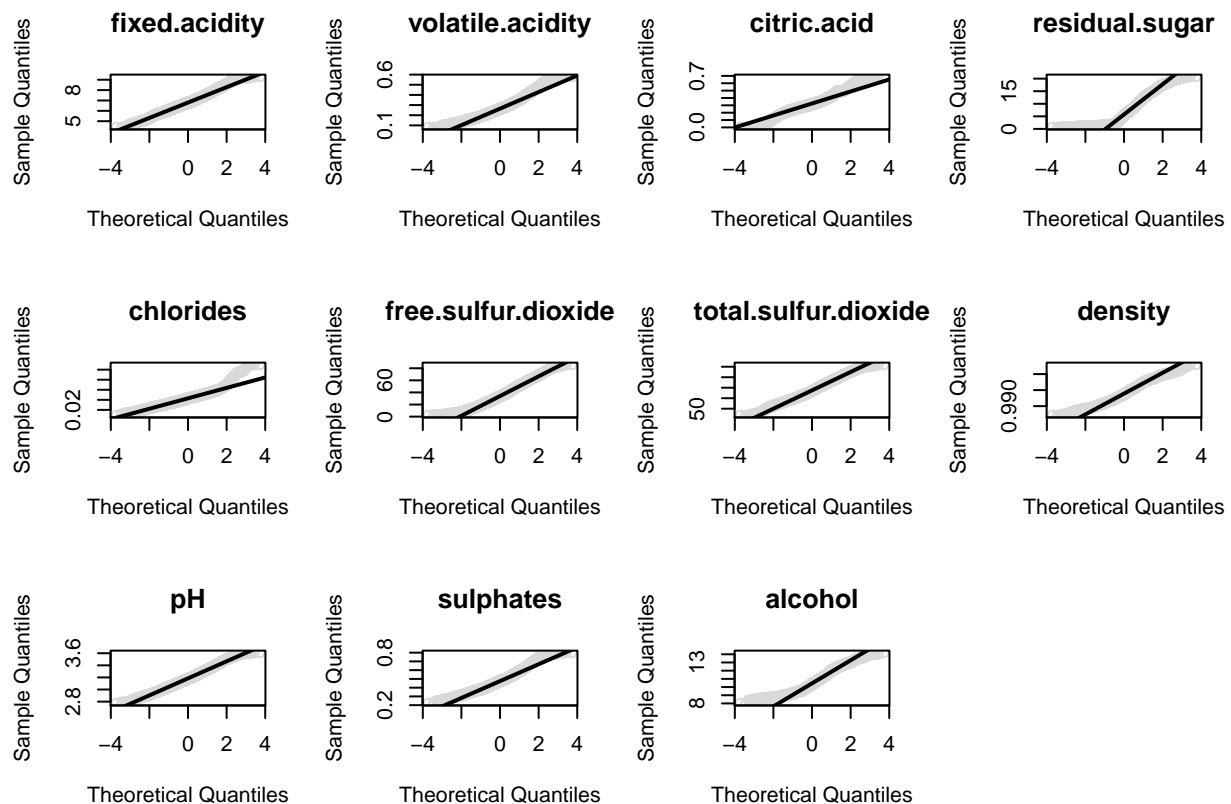 fixed.acidity
Sample Quantiles
5 8
−4 0 2 4
Theoretical Quantiles
volatile.acidity
Sample Quantiles
0.1 0.6
−4 0 2 4
Theoretical Quantiles
citric.acid
Sample Quantiles
0.0 0.7
−4 0 2 4
Theoretical Quantiles
residual.sugar
Sample Quantiles
0 15
−4 0 2 4
Theoretical Quantiles
chlorides
Sample Quantiles
0.02
−4 0 2 4
Theoretical Quantiles
free.sulfur.dioxide
Sample Quantiles
0 60
−4 0 2 4
Theoretical Quantiles
total.sulfur.dioxide
Sample Quantiles
50
−4 0 2 4
Theoretical Quantiles
density
Sample Quantiles
0.990
−4 0 2 4
Theoretical Quantiles
pH
Sample Quantiles
2.8 3.6
−4 0 2 4
Theoretical Quantiles
sulphates
Sample Quantiles
0.2 0.8
−4 0 2 4
Theoretical Quantiles
alcohol
Sample Quantiles
8 13
−4 0 2 4
Theoretical Quantiles